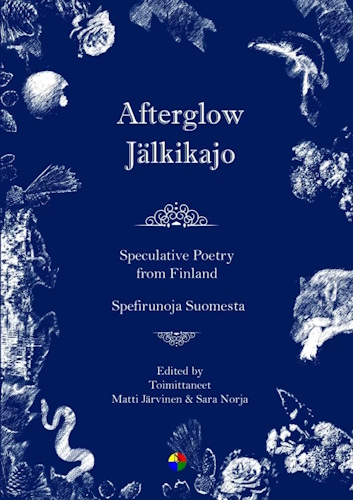 Afterglow
Jälkikajo
Speculative Poetry
from Finland
Spefirunoja Suomesta
Edited by
Toimittaneet
Matti Järvinen & Sara Norja